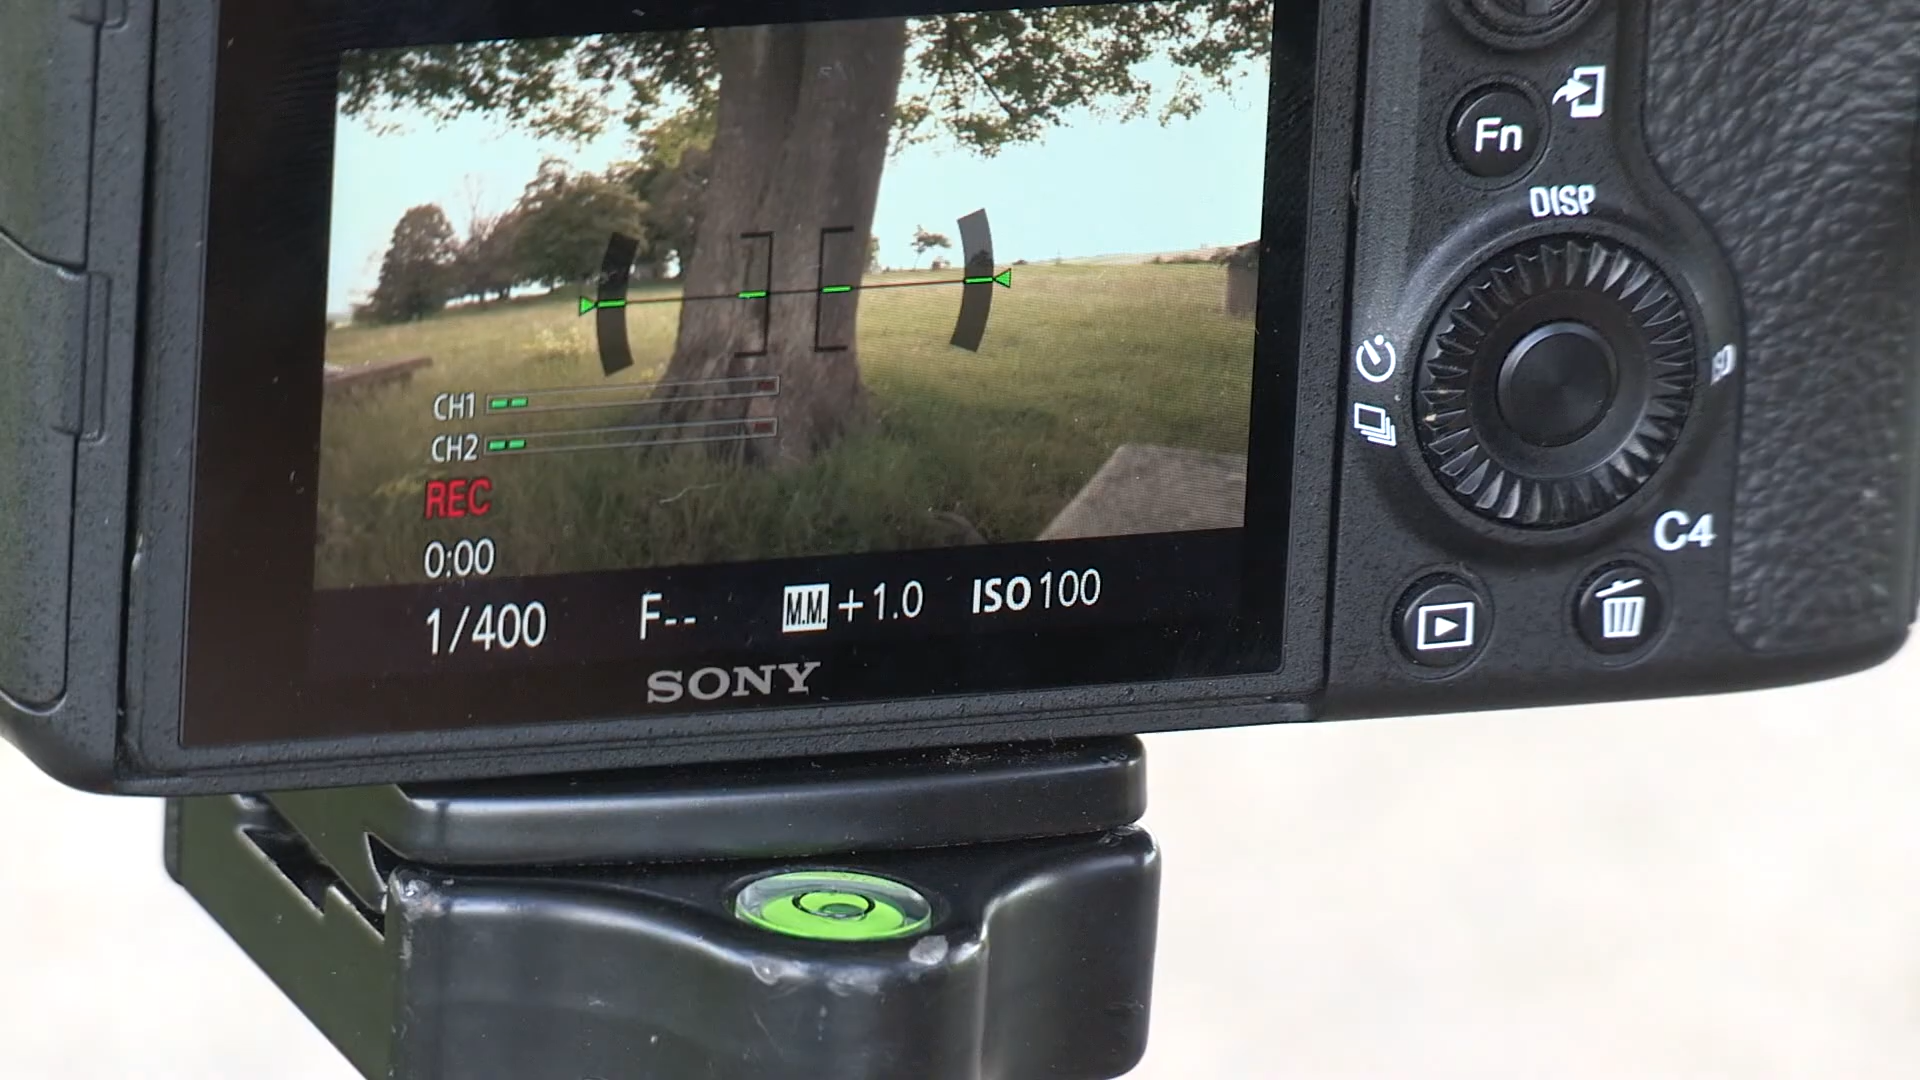 Fn
DISP
CH1
CH2
REC
0:00
1/400 F-- M.M. +1.0 ISO 100
C4
SONY